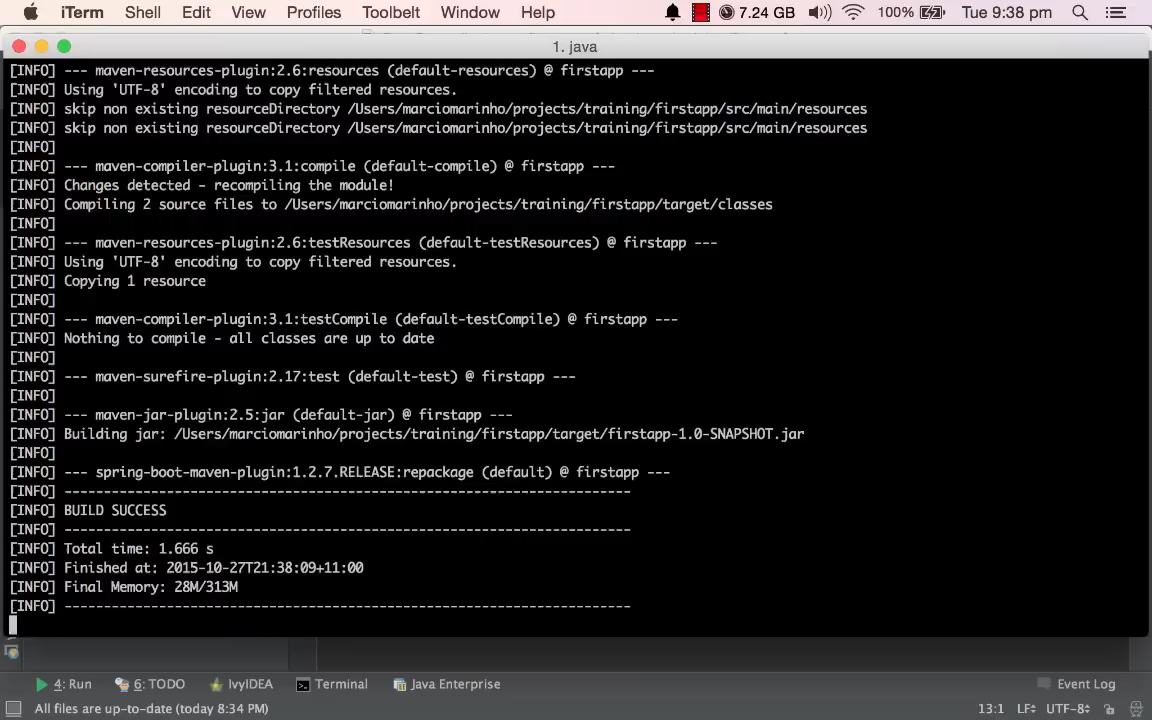 iTerm Shell Edit View Profiles Toolbelt Window Help 7.24 GB 100% Tue 9:38 pm
1. java
[INFO] --- maven-resources-plugin:2.6:resources (default-resources) @ firstapp ---
[INFO] Using 'UTF-8' encoding to copy filtered resources.
[INFO] skip non existing resourceDirectory /Users/marciomarinho/projects/training/firstapp/src/main/resources
[INFO] skip non existing resourceDirectory /Users/marciomarinho/projects/training/firstapp/src/main/resources
[INFO]
[INFO] --- maven-compiler-plugin:3.1:compile (default-compile) @ firstapp ---
[INFO] Changes detected - recompiling the module!
[INFO] Compiling 2 source files to /Users/marciomarinho/projects/training/firstapp/target/classes
[INFO]
[INFO] --- maven-resources-plugin:2.6:testResources (default-testResources) @ firstapp ---
[INFO] Using 'UTF-8' encoding to copy filtered resources.
[INFO] Copying 1 resource
[INFO]
[INFO] --- maven-compiler-plugin:3.1:testCompile (default-testCompile) @ firstapp ---
[INFO] Nothing to compile - all classes are up to date
[INFO]
[INFO] --- maven-surefire-plugin:2.17:test (default-test) @ firstapp ---
[INFO]
[INFO] --- maven-jar-plugin:2.5:jar (default-jar) @ firstapp ---
[INFO] Building jar: /Users/marciomarinho/projects/training/firstapp/target/firstapp-1.0-SNAPSHOT.jar
[INFO]
[INFO] --- spring-boot-maven-plugin:1.2.7.RELEASE:repackage (default) @ firstapp ---
[INFO] ------------------------------------------------------------------------
[INFO] BUILD SUCCESS
[INFO] ------------------------------------------------------------------------
[INFO] Total time: 1.666 s
[INFO] Finished at: 2015-10-27T21:38:09+11:00
[INFO] Final Memory: 28M/313M
[INFO] ------------------------------------------------------------------------
4: Run 6: TODO IvyIDEA Terminal Java Enterprise Event Log
All files are up-to-date (today 8:34 PM) 13:1 LF UTF-8